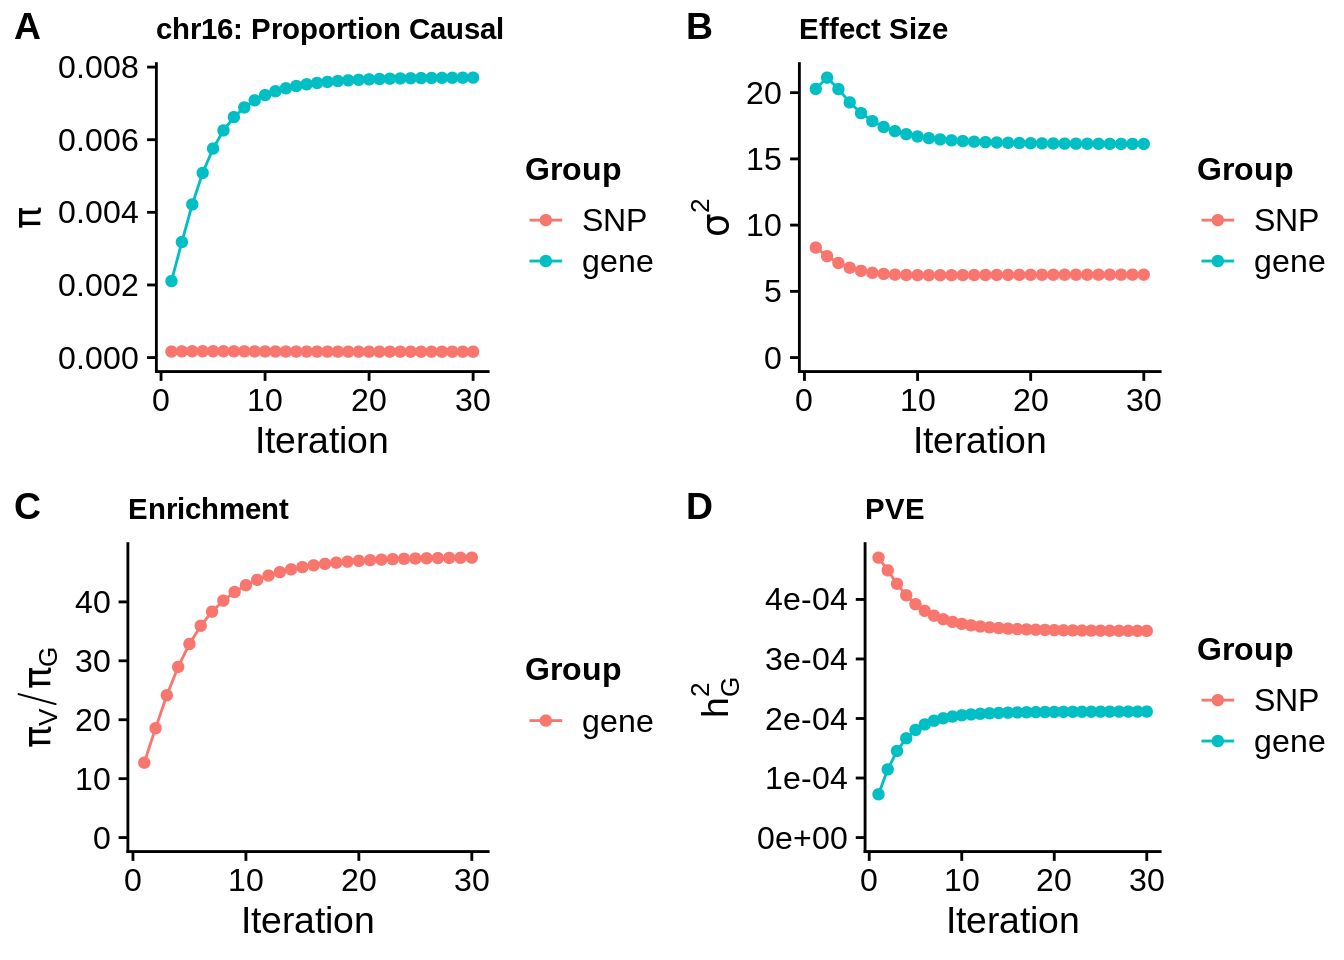 A
chr16: Proportion Causal
π
0.008
0.006
0.004
0.002
0.000
0 10 20 30
Iteration
Group
SNP
gene
B
Effect Size
σ²
20
15
10
5
0
0 10 20 30
Iteration
Group
SNP
gene
C
Enrichment
π_V/π_G
40
30
20
10
0
0 10 20 30
Iteration
Group
gene
D
PVE
h²_G
4e-04
3e-04
2e-04
1e-04
0e+00
0 10 20 30
Iteration
Group
SNP
gene